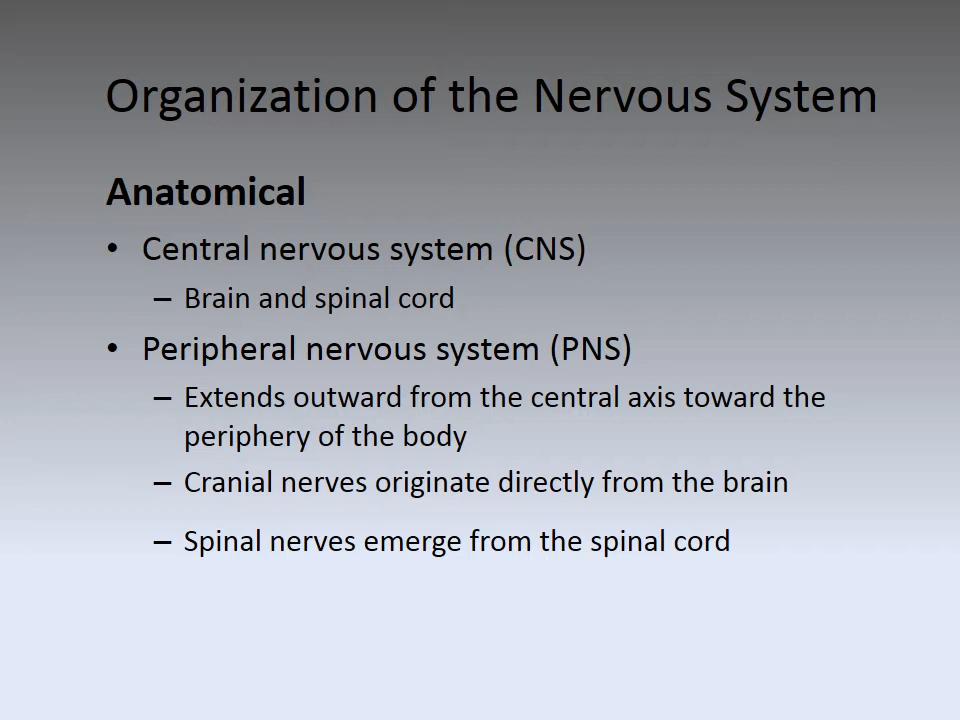 Organization of the Nervous System
Anatomical
• Central nervous system (CNS)
– Brain and spinal cord
• Peripheral nervous system (PNS)
– Extends outward from the central axis toward the
periphery of the body
– Cranial nerves originate directly from the brain
– Spinal nerves emerge from the spinal cord